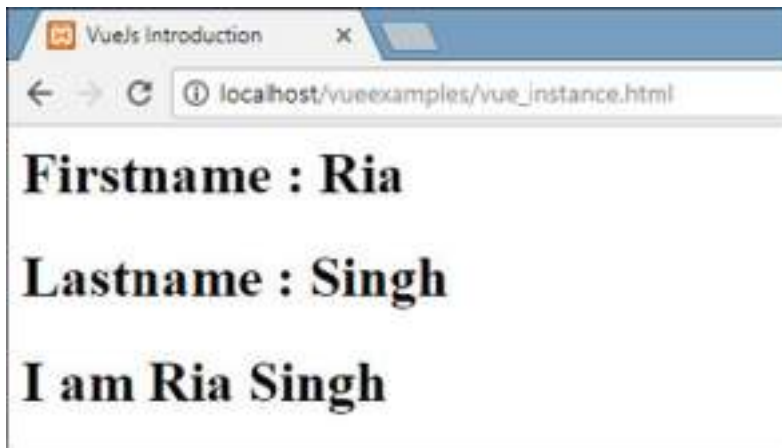 VueJs Introduction
localhost/vueexamples/vue_instance.html
Firstname : Ria
Lastname : Singh
I am Ria Singh